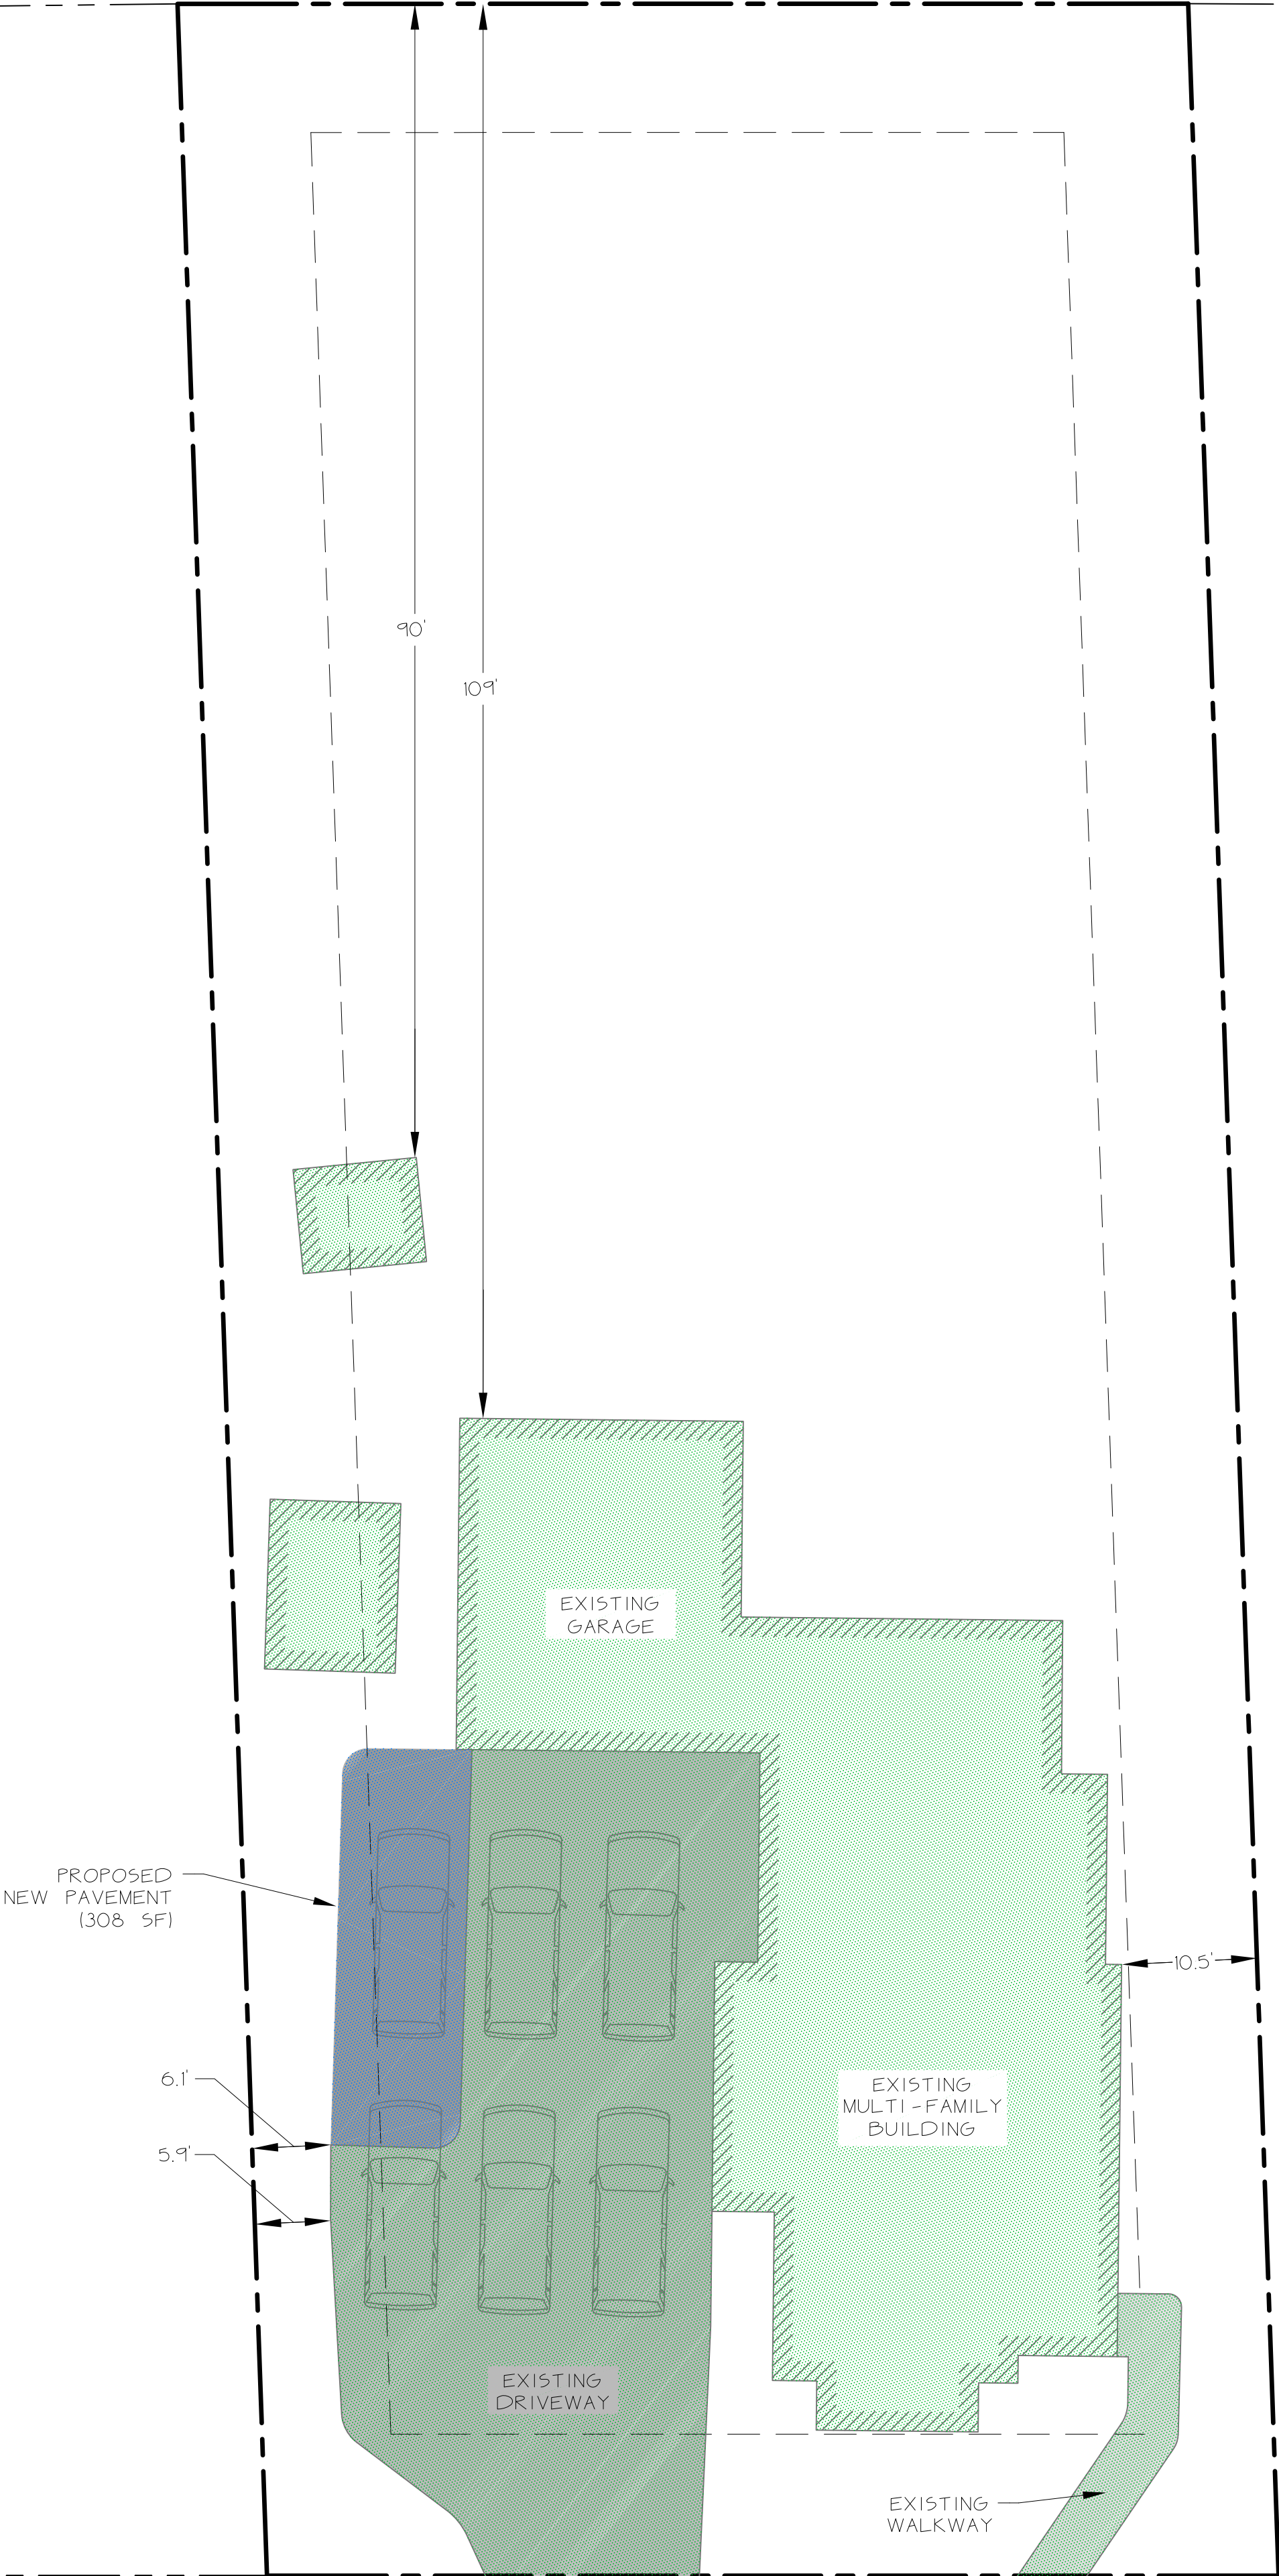 90'
109'
EXISTING
GARAGE
PROPOSED
NEW PAVEMENT
(308 SF)
10.5'
6.1'
EXISTING
MULTI-FAMILY
BUILDING
5.9'
EXISTING
DRIVEWAY
EXISTING
WALKWAY